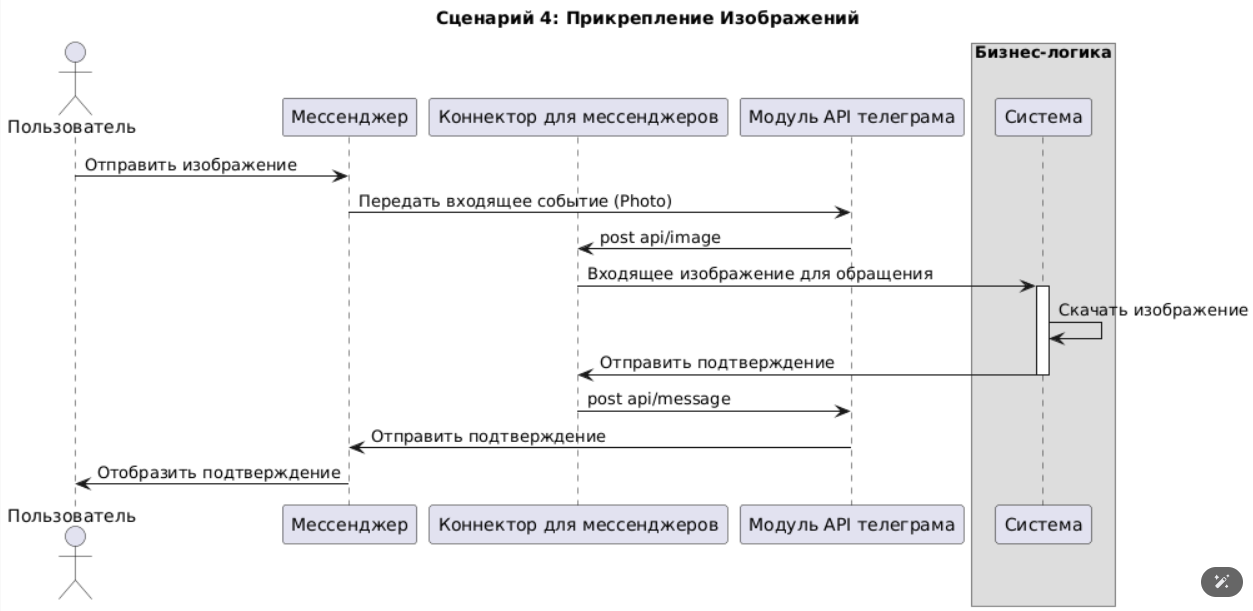 Сценарий 4: Прикрепление Изображений
Бизнес-логика
Пользователь
Мессенджер
Коннектор для мессенджеров
Модуль API телеграма
Система
Отправить изображение
Передать входящее событие (Photo)
post api/image
Входящее изображение для обращения
Скачать изображение
Отправить подтверждение
post api/message
Отправить подтверждение
Отобразить подтверждение
Пользователь
Мессенджер
Коннектор для мессенджеров
Модуль API телеграма
Система